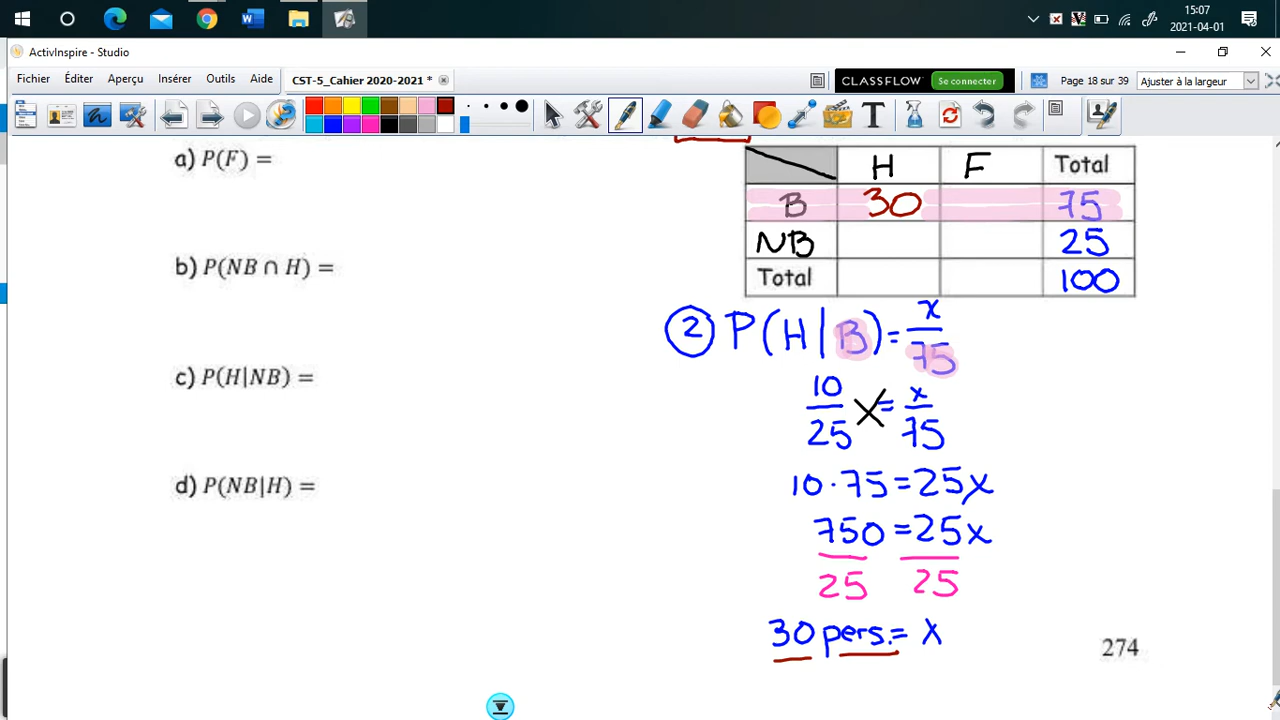 15:07
2021-04-01
ActivInspire - Studio
Fichier Éditer Aperçu Insérer Outils Aide CST-5_Cahier 2020-2021 * CLASSFLOW Se connecter Page 18 sur 39 Ajuster à la largeur
a) P(F) =
b) P(NB ∩ H) =
c) P(H|NB) =
d) P(NB|H) =
H F Total
B 30 75
NB 25
Total 100
② P(H|B) = x/75
10/25 = x/75
10·75 = 25x
750 = 25x
25 25
30 pers. = x
274